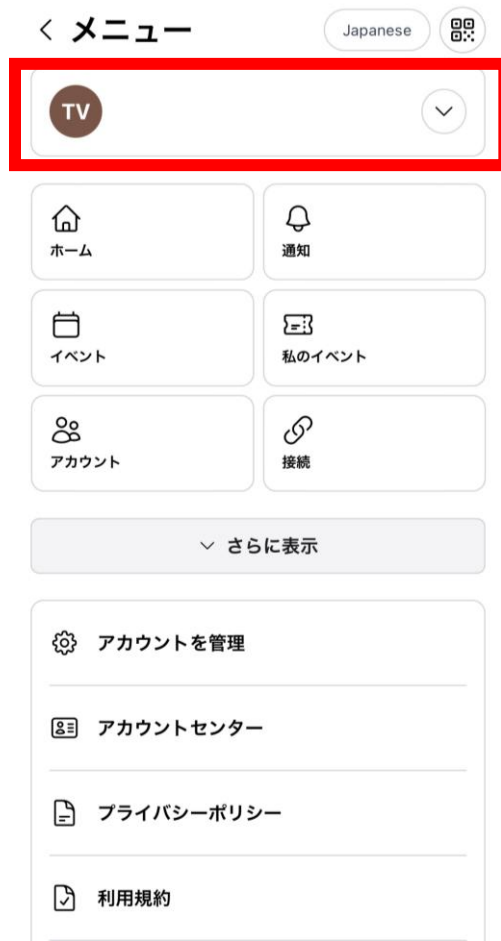 メニュー
Japanese
TV
ホーム
通知
イベント
私のイベント
アカウント
接続
さらに表示
アカウントを管理
アカウントセンター
プライバシーポリシー
利用規約